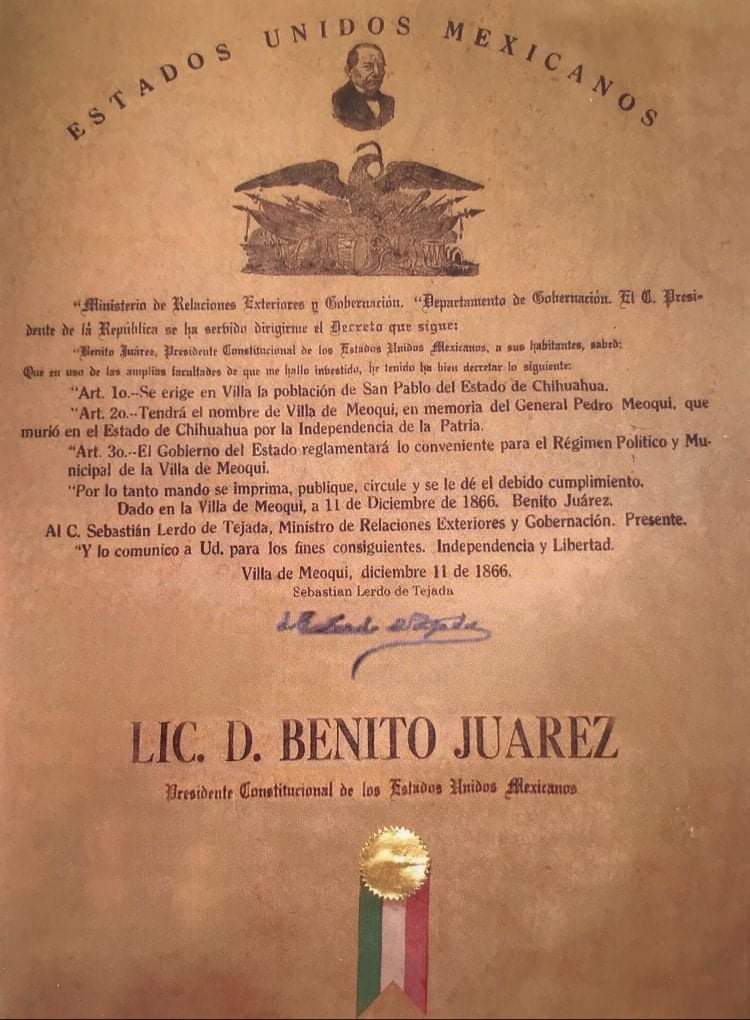 ESTADOS UNIDOS MEXICANOS
"Ministerio de Relaciones Exteriores y Gobernación. "Departamento de Gobernación. El C. Presi-
dente de la República se ha serbido dirigirme el Decreto que sigue:
"Benito Juárez, Presidente Constitucional de los Estados Unidos Mexicanos, a sus habitantes, sabed:
Que en uso de las amplias facultades de que me hallo inbestido, he tenido ha bien decretar lo siguiente:
"Art. 1o.--Se erige en Villa la población de San Pablo del Estado de Chihuahua.
"Art. 2o.--Tendrá el nombre de Villa de Meoqui, en memoria del General Pedro Meoqui, que
murió en el Estado de Chihuahua por la Independencia de la Patria.
"Art. 3o.--El Gobierno del Estado reglamentará lo conveniente para el Régimen Político y Mu-
nicipal de la Villa de Meoqui.
"Por lo tanto mando se imprima, publique, circule y se le dé el debido cumplimiento.
Dado en la Villa de Meoqui, a 11 de Diciembre de 1866. Benito Juárez.
Al C. Sebastián Lerdo de Tejada, Ministro de Relaciones Exteriores y Gobernación. Presente.
"Y lo comunico a Ud. para los fines consiguientes. Independencia y Libertad.
Villa de Meoqui, diciembre 11 de 1866.
Sebastian Lerdo de Tejada
Lerdo de Tejada
LIC. D. BENITO JUAREZ
Presidente Constitucional de los Estados Unidos Mexicanos